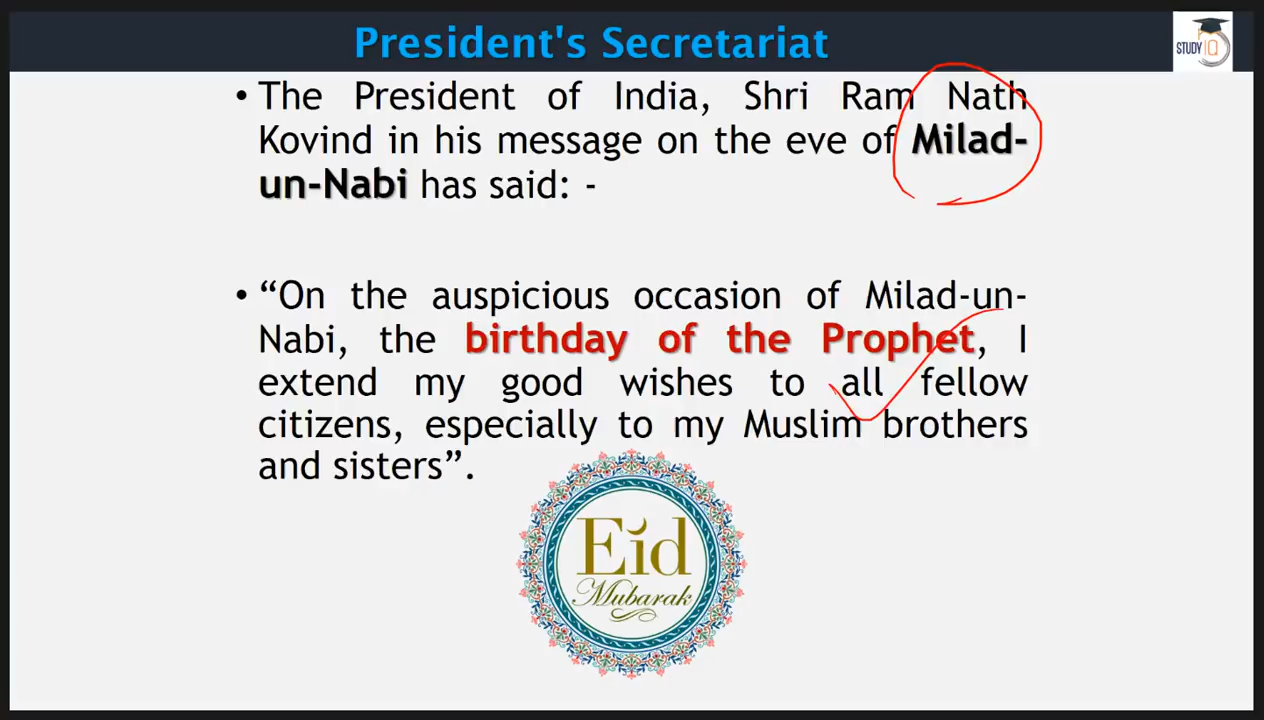 President's Secretariat
STUDY IQ
• The President of India, Shri Ram Nath
Kovind in his message on the eve of Milad-
un-Nabi has said: -
• “On the auspicious occasion of Milad-un-
Nabi, the birthday of the Prophet, I
extend my good wishes to all fellow
citizens, especially to my Muslim brothers
and sisters”.
Eid
Mubarak